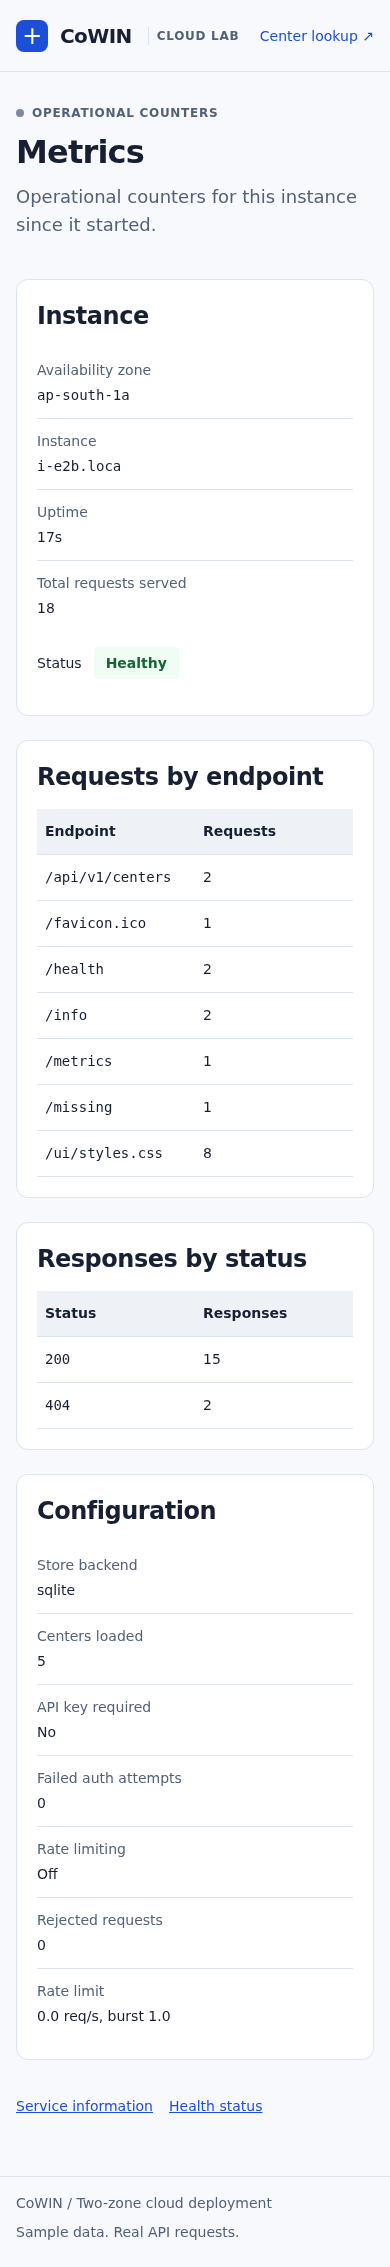 CoWIN CLOUD LAB Center lookup ↗
OPERATIONAL COUNTERS
Metrics
Operational counters for this instance
since it started.
Instance
Availability zone
ap-south-1a
Instance
i-e2b.loca
Uptime
17s
Total requests served
18
Status Healthy
Requests by endpoint
Endpoint Requests
/api/v1/centers 2
/favicon.ico 1
/health 2
/info 2
/metrics 1
/missing 1
/ui/styles.css 8
Responses by status
Status Responses
200 15
404 2
Configuration
Store backend
sqlite
Centers loaded
5
API key required
No
Failed auth attempts
0
Rate limiting
Off
Rejected requests
0
Rate limit
0.0 req/s, burst 1.0
Service information Health status
CoWIN / Two-zone cloud deployment
Sample data. Real API requests.